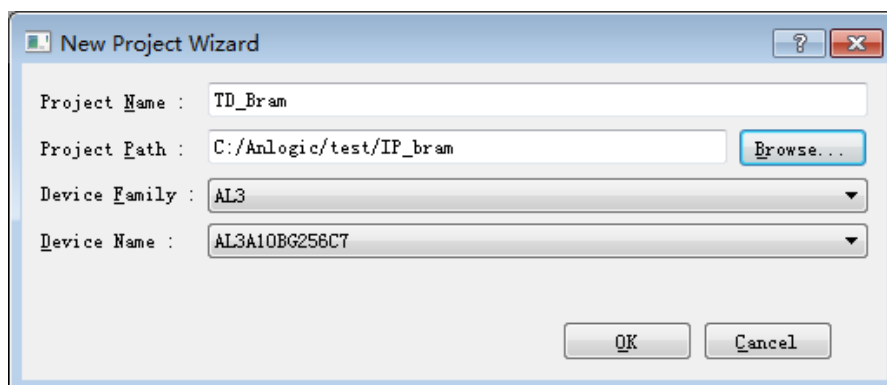 New Project Wizard
Project Name : TD_Bram
Project Path : C:/Anlogic/test/IP_bram Browse...
Device Family : AL3
Device Name : AL3A10BG256C7
OK Cancel